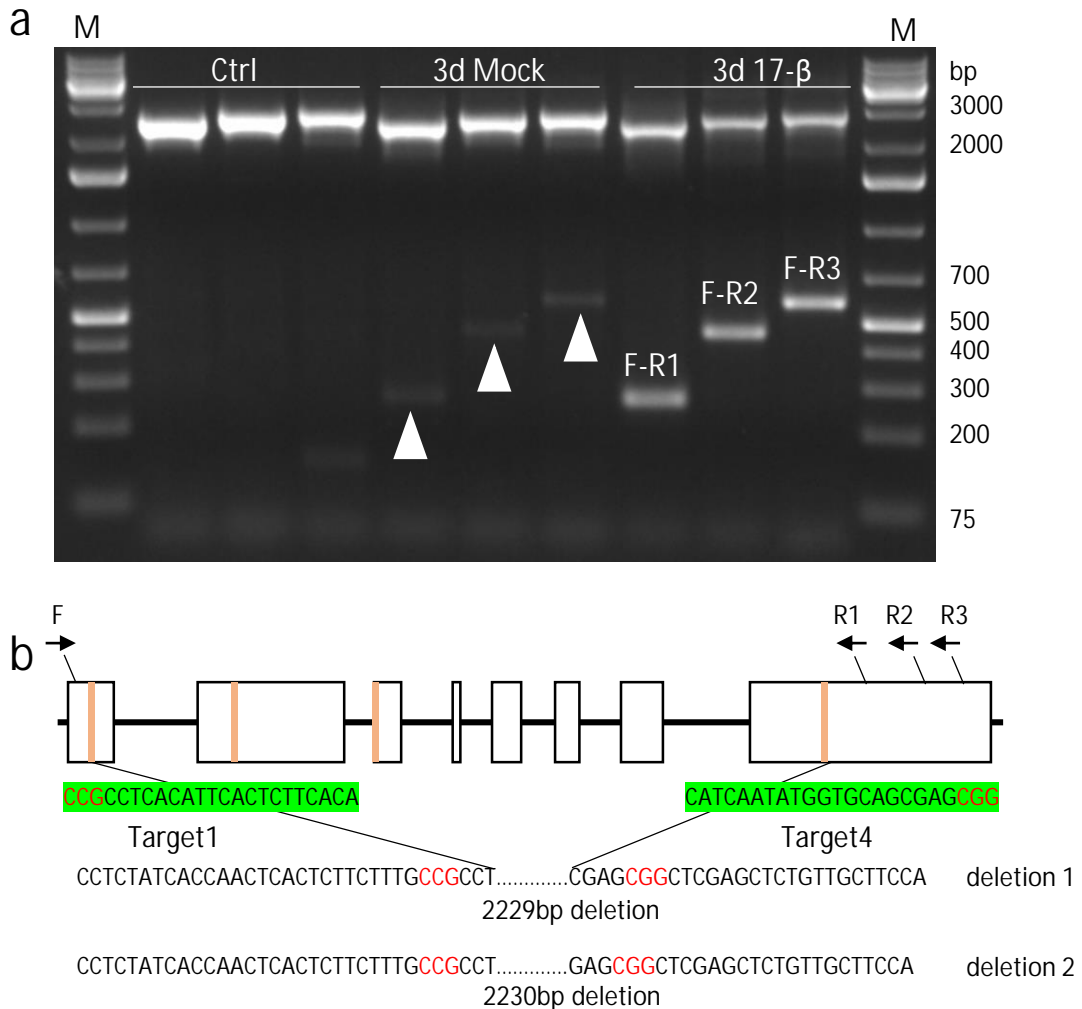 a
M
M
Ctrl
3d Mock
3d 17-β
bp
3000
2000
700
500
400
300
200
75
F-R1
F-R2
F-R3
b
F
R1
R2
R3
CCGCCTCACATTCACTCTTCACA
CATCAATATGGTGCAGCGAGCGG
Target1
Target4
CCTCTATCACCAACTCACTCTTCTTTGCCGCCT.............CGAGCGGCTCGAGCTCTGTTGCTTCCA
deletion 1
2229bp deletion
CCTCTATCACCAACTCACTCTTCTTTGCCGCCT.............GAGCGGCTCGAGCTCTGTTGCTTCCA
deletion 2
2230bp deletion